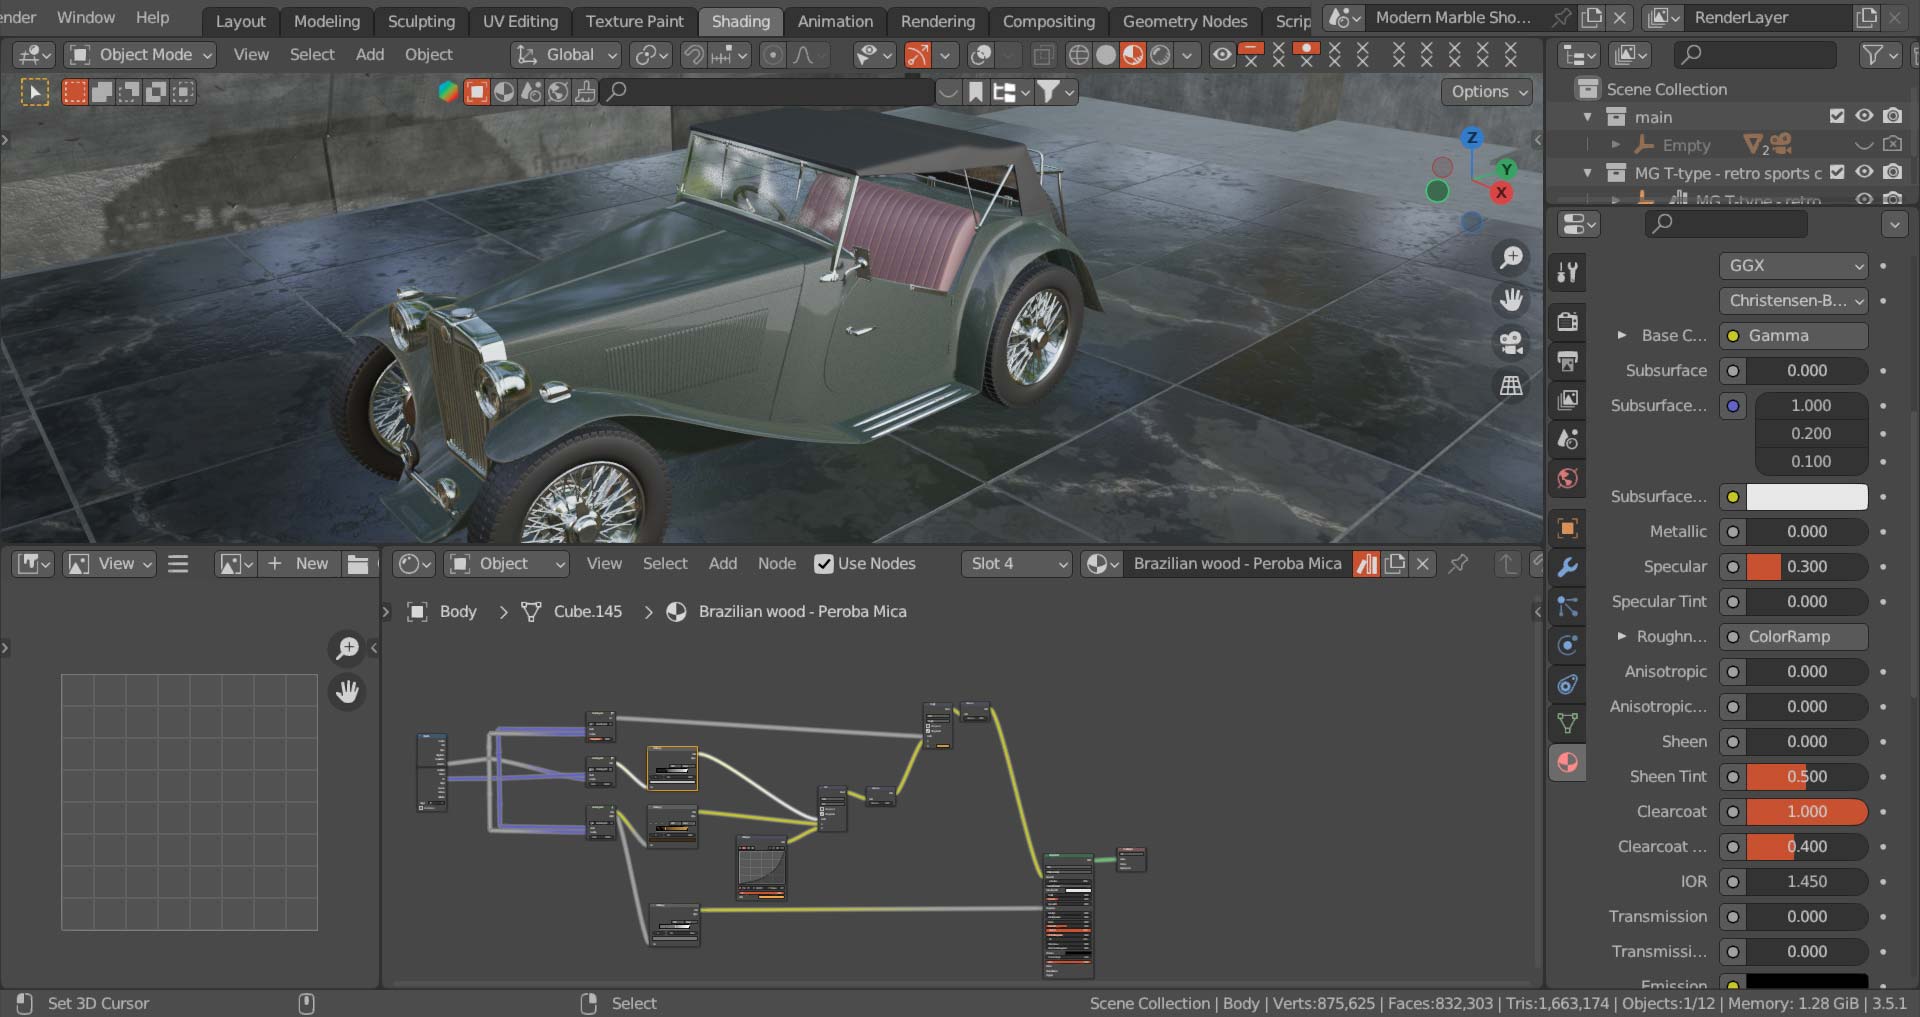 ender Window Help Layout Modeling Sculpting UV Editing Texture Paint Shading Animation Rendering Compositing Geometry Nodes Scrip Modern Marble Sho... RenderLayer
Object Mode View Select Add Object Global
Options
Z
Y
X
Scene Collection
main
Empty 2
MG T-type - retro sports c
MG T-type - retro
GGX
Christensen-B...
Base C... Gamma
Subsurface 0.000
Subsurface... 1.000
0.200
0.100
Subsurface...
Metallic 0.000
Specular 0.300
Specular Tint 0.000
Roughn... ColorRamp
Anisotropic 0.000
Anisotropic... 0.000
Sheen 0.000
Sheen Tint 0.500
Clearcoat 1.000
Clearcoat ... 0.400
IOR 1.450
Transmission 0.000
Transmissi... 0.000
Emission
View New
Object View Select Add Node Use Nodes Slot 4 Brazilian wood - Peroba Mica
Body Cube.145 Brazilian wood - Peroba Mica
Set 3D Cursor Select Scene Collection | Body | Verts:875,625 | Faces:832,303 | Tris:1,663,174 | Objects:1/12 | Memory: 1.28 GiB | 3.5.1